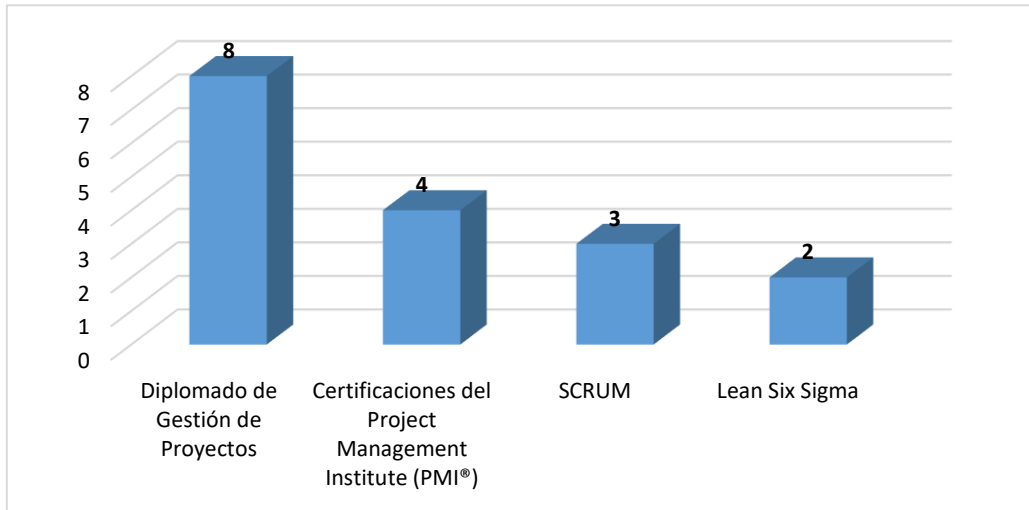 8
8
7
6
5
4
3
2
1
0
4
3
2
Diplomado de
Gestión de
Proyectos
Certificaciones del
Project
Management
Institute (PMI®)
SCRUM
Lean Six Sigma